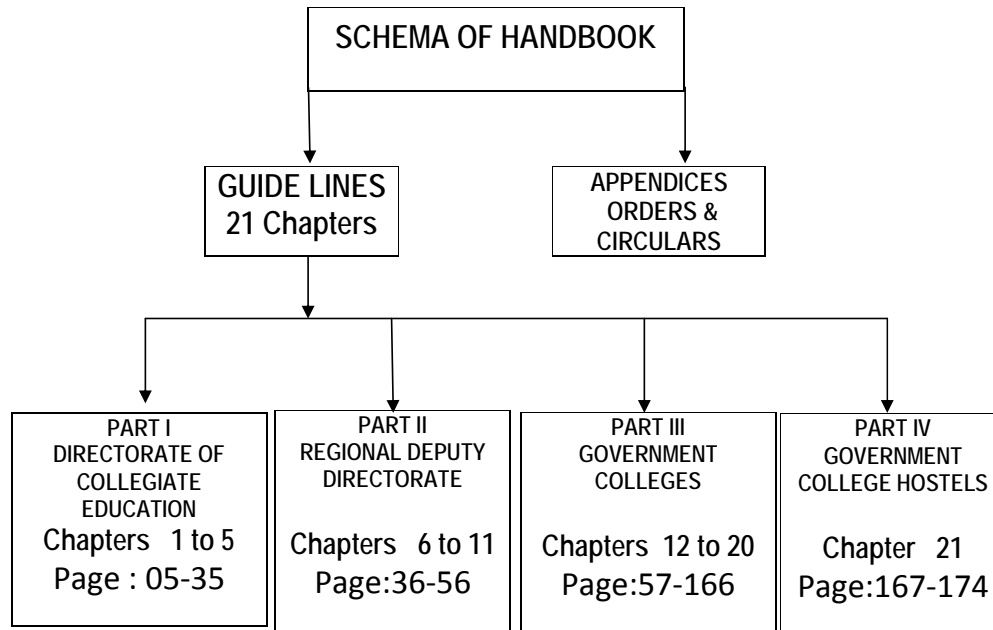 SCHEMA OF HANDBOOK
GUIDE LINES
21 Chapters
APPENDICES
ORDERS &
CIRCULARS
PART I
DIRECTORATE OF
COLLEGIATE
EDUCATION
Chapters 1 to 5
Page : 05-35
PART II
REGIONAL DEPUTY
DIRECTORATE
Chapters 6 to 11
Page:36-56
PART III
GOVERNMENT
COLLEGES
Chapters 12 to 20
Page:57-166
PART IV
GOVERNMENT
COLLEGE HOSTELS
Chapter 21
Page:167-174